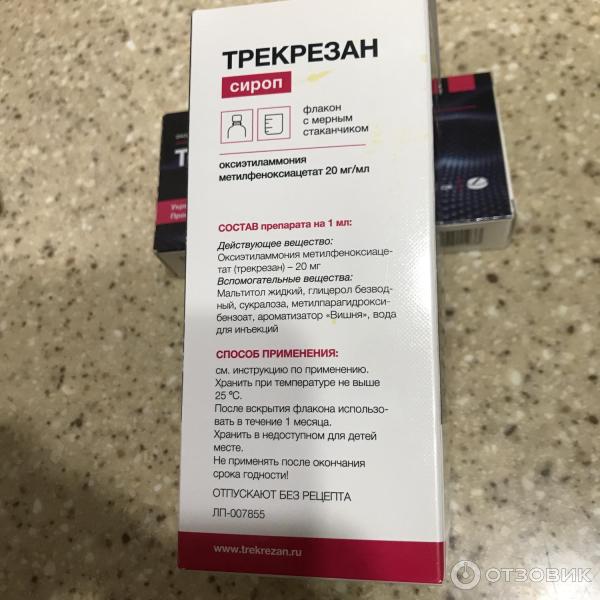 ТРЕКРЕЗАН
сироп
флакон
с мерным
стаканчиком
оксиэтиламмония
метилфеноксиацетат 20 мг/мл
СОСТАВ препарата на 1 мл:
Действующее вещество:
Оксиэтиламмония метилфеноксиаце-
тат (трекрезан) – 20 мг
Вспомогательные вещества:
Мальтитол жидкий, глицерол безвод-
ный, сукралоза, метилпарагидрокси-
бензоат, ароматизатор «Вишня», вода
для инъекций
СПОСОБ ПРИМЕНЕНИЯ:
см. инструкцию по применению.
Хранить при температуре не выше
25 ºС.
После вскрытия флакона использо-
вать в течение 1 месяца.
Хранить в недоступном для детей
месте.
Не применять после окончания
срока годности!
ОТПУСКАЮТ БЕЗ РЕЦЕПТА
ЛП-007855
www.trekrezan.ru
ОТЗОВИК